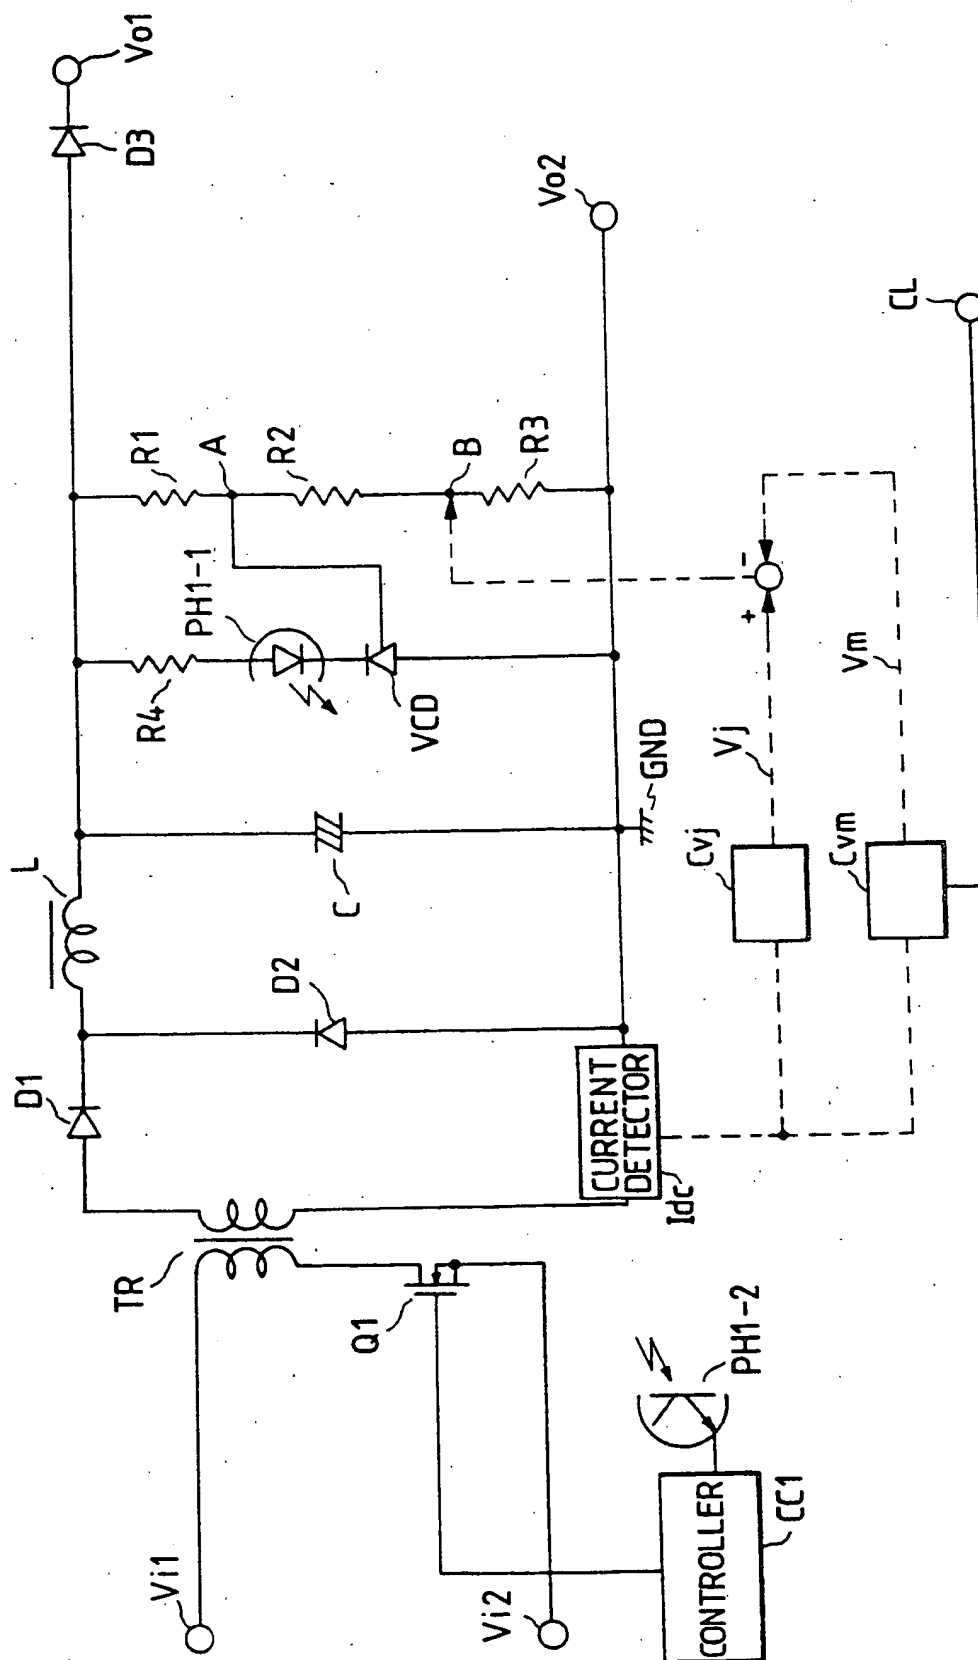 Vi1
TR
D1
L
D3
Vo1
D2
C
R4
PH1-1
VCD
R1
A
R2
B
R3
Vo2
Q1
Vi2
CURRENT
DETECTOR
Idc
GND
CONTROLLER
CC1
PH1-2
Cvj
Vj
+
-
Cvm
Vm
CL